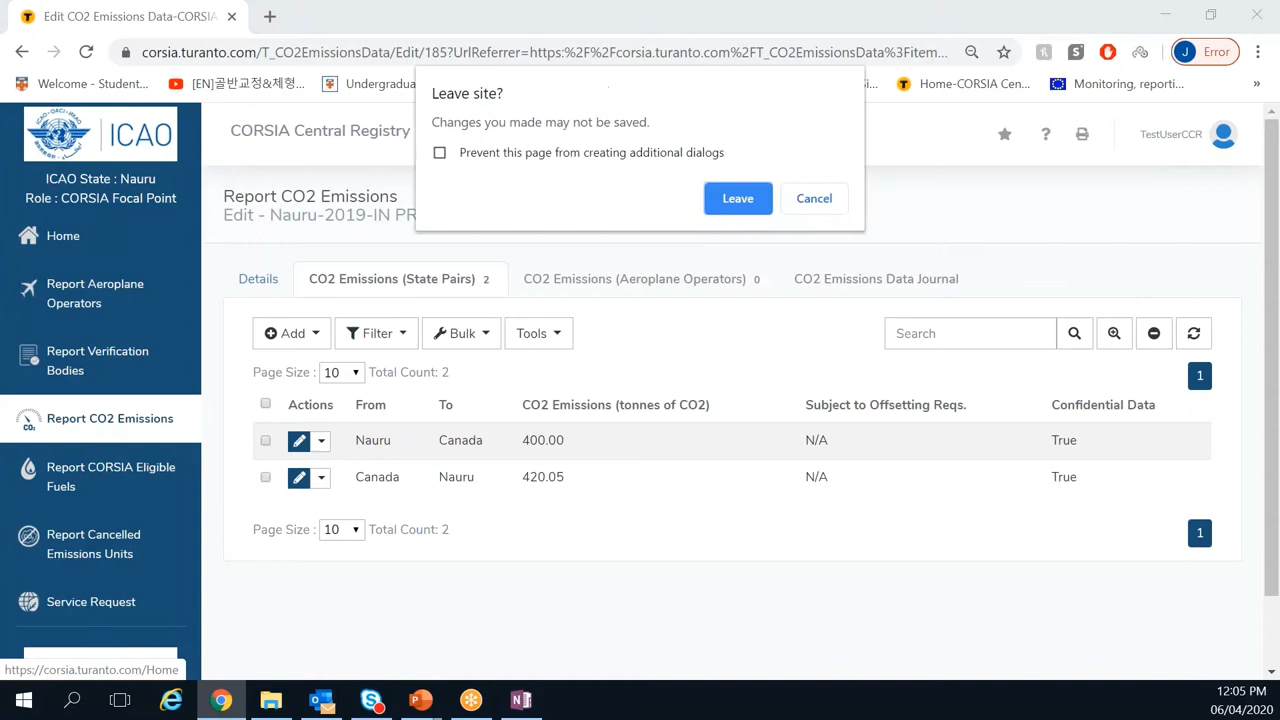 Edit CO2 Emissions Data-CORSIA
corsia.turanto.com/T_CO2EmissionsData/Edit/185?UrlReferrer=https:%2F%2Fcorsia.turanto.com%2FT_CO2EmissionsData%3Fitem...
J Error
Welcome - Student...
[EN]골반교정&체형...
Undergraduat
Home-CORSIA Cen...
Monitoring, reporti...
»
Leave site?
Changes you made may not be saved.
Prevent this page from creating additional dialogs
Leave
Cancel
ICAO
ICAO State : Nauru
Role : CORSIA Focal Point
Home
Report Aeroplane
Operators
Report Verification
Bodies
Report CO2 Emissions
Report CORSIA Eligible
Fuels
Report Cancelled
Emissions Units
Service Request
https://corsia.turanto.com/Home
CORSIA Central Registry
TestUserCCR
Report CO2 Emissions
Edit - Nauru-2019-IN PR
Details
CO2 Emissions (State Pairs) 2
CO2 Emissions (Aeroplane Operators) 0
CO2 Emissions Data Journal
Add
Filter
Bulk
Tools
Search
Page Size : 10 Total Count: 2
1
Actions From To CO2 Emissions (tonnes of CO2) Subject to Offsetting Reqs. Confidential Data
Nauru Canada 400.00 N/A True
Canada Nauru 420.05 N/A True
Page Size : 10 Total Count: 2
1
12:05 PM
06/04/2020